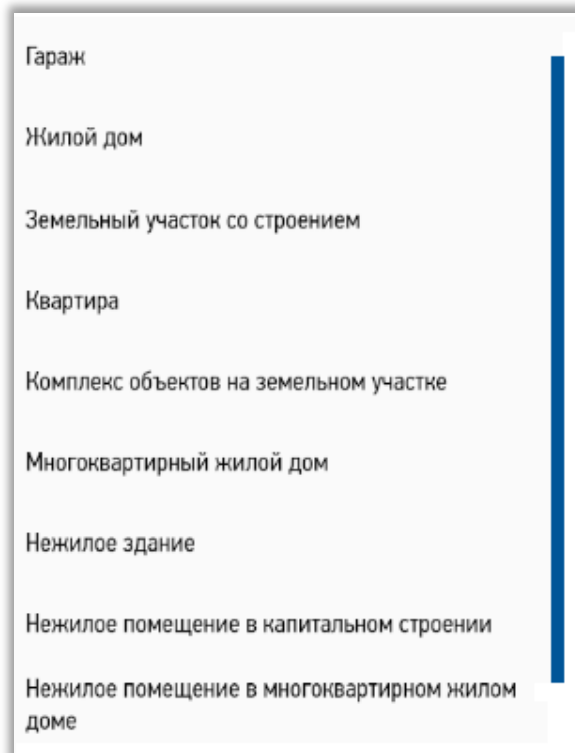 Гараж
Жилой дом
Земельный участок со строением
Квартира
Комплекс объектов на земельном участке
Многоквартирный жилой дом
Нежилое здание
Нежилое помещение в капитальном строении
Нежилое помещение в многоквартирном жилом
доме